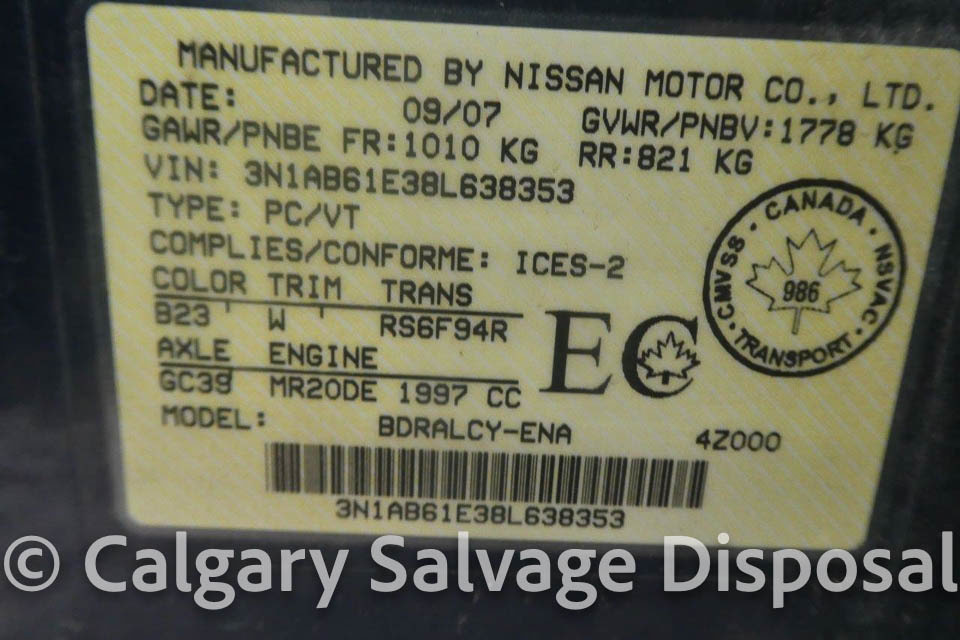 MANUFACTURED BY NISSAN MOTOR CO., LTD.
DATE: 09/07 GVWR/PNBV:1778 KG
GAWR/PNBE FR:1010 KG RR:821 KG
VIN: 3N1AB61E38L638353
TYPE: PC/VT
COMPLIES/CONFORME: ICES-2
COLOR TRIM TRANS
B23 ' W ' RS6F94R
AXLE ENGINE
GC39 MR20DE 1997 CC
MODEL: BDRALCY-ENA 4Z000
3N1AB61E38L638353
EC
CANADA · NSVAC · TRANSPORT · CMVSS ·
986
© Calgary Salvage Disposal